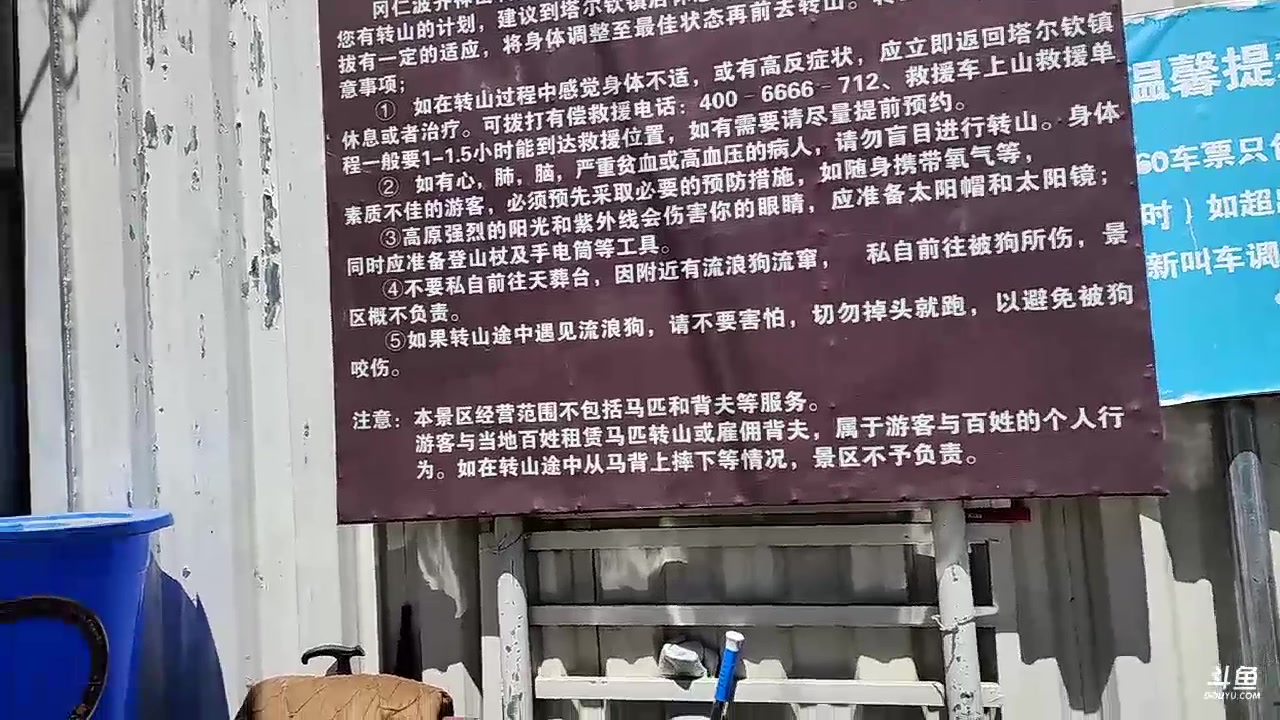 冈仁波齐神山
您有转山的计划，建议到塔尔钦镇后休息
拔有一定的适应，将身体调整至最佳状态再前去转山。转
意事项；
① 如在转山过程中感觉身体不适，或有高反症状，应立即返回塔尔钦镇
休息或者治疗。可拨打有偿救援电话：400-6666-712、救援车上山救援单
程一般要1-1.5小时能到达救援位置，如有需要请尽量提前预约。
② 如有心，肺，脑，严重贫血或高血压的病人，请勿盲目进行转山。身体
素质不佳的游客，必须预先采取必要的预防措施，如随身携带氧气等，
③高原强烈的阳光和紫外线会伤害你的眼睛，应准备太阳帽和太阳镜；
同时应准备登山杖及手电筒等工具。
④不要私自前往天葬台，因附近有流浪狗流窜， 私自前往被狗所伤，景
区概不负责。
⑤如果转山途中遇见流浪狗，请不要害怕，切勿掉头就跑，以避免被狗
咬伤。
注意：本景区经营范围不包括马匹和背夫等服务。
游客与当地百姓租赁马匹转山或雇佣背夫，属于游客与百姓的个人行
为。如在转山途中从马背上摔下等情况，景区不予负责。
温馨提
60车票只
时）如超
新叫车调
斗鱼
DOUYU.COM